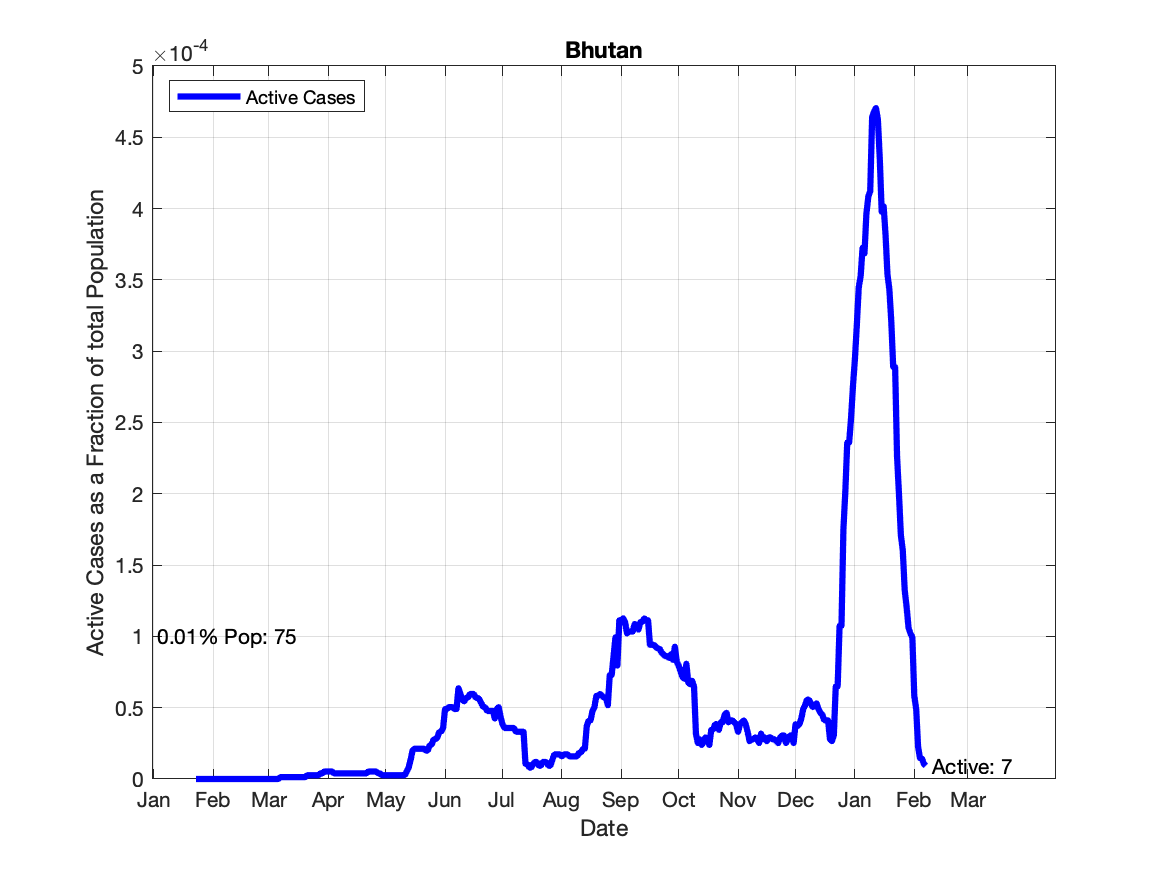 Bhutan
×10-4
Active Cases
5
4.5
4
3.5
3
2.5
2
1.5
1
0.5
0
Active Cases as a Fraction of total Population
0.01% Pop: 75
Active: 7
Jan Feb Mar Apr May Jun Jul Aug Sep Oct Nov Dec Jan Feb Mar
Date